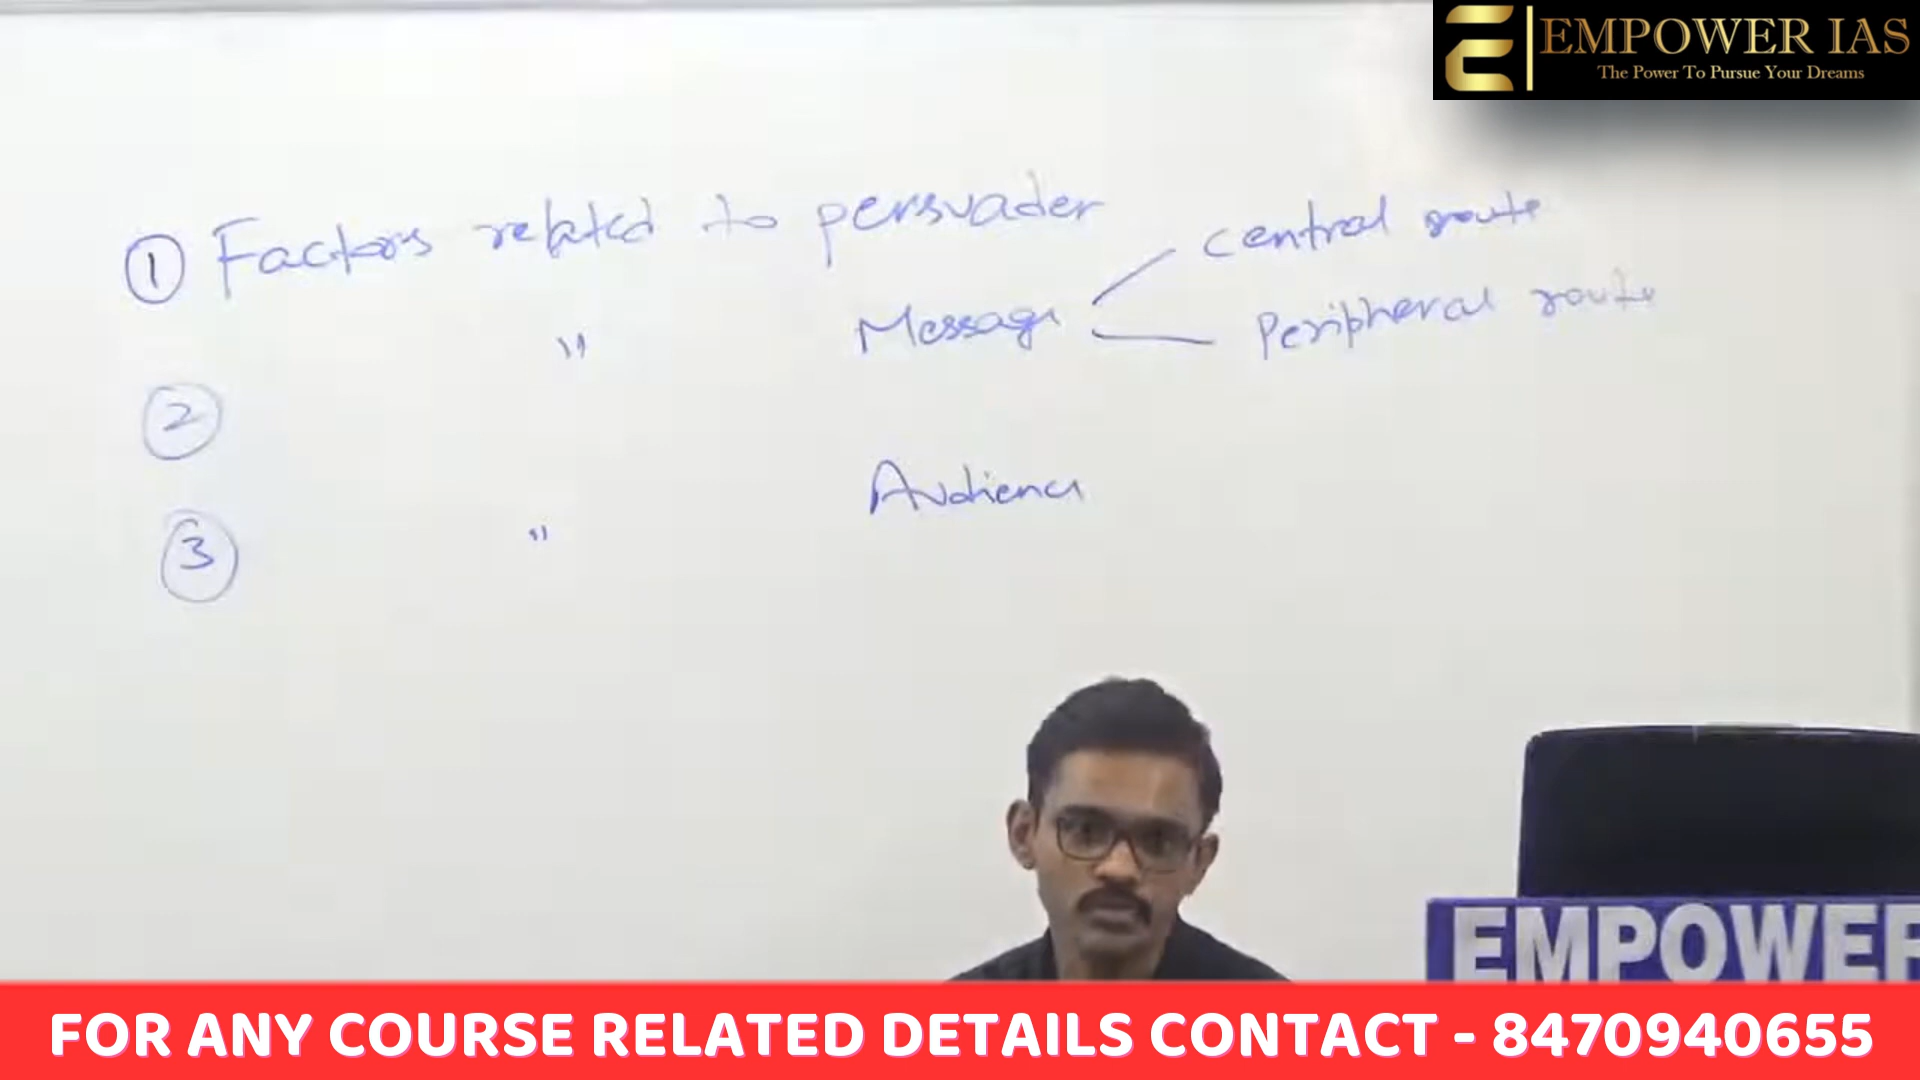 EMPOWER IAS
The Power To Pursue Your Dreams
① Factors related to persuader
② " Message central route
Peripheral route
③ " Audience
EMPOWER
FOR ANY COURSE RELATED DETAILS CONTACT - 8470940655